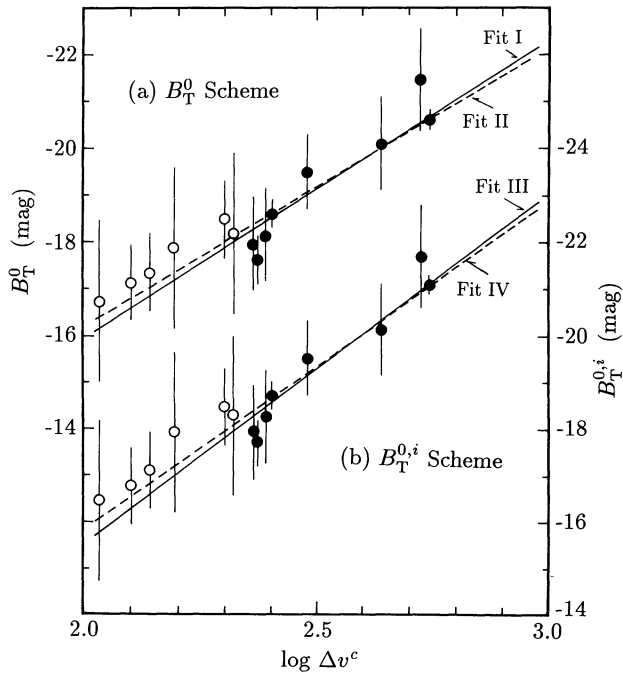 -22
-20
-18
-16
-14
B_T^0 (mag)
(a) B_T^0 Scheme
Fit I
Fit II
Fit III
Fit IV
(b) B_T^{0,i} Scheme
-24
-22
-20
-18
-16
-14
B_T^{0,i} (mag)
2.0
2.5
3.0
log Δv^c